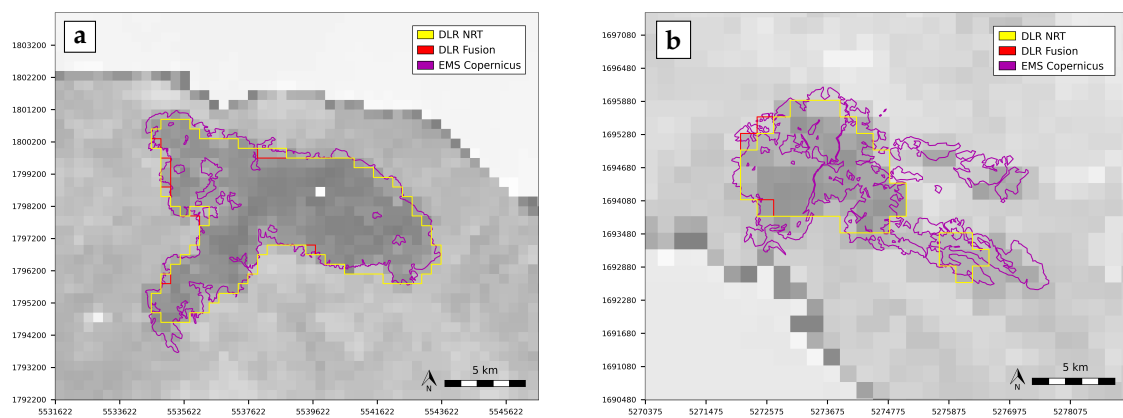 a
DLR NRT
DLR Fusion
EMS Copernicus
1803200
1802200
1801200
1800200
1799200
1798200
1797200
1796200
1795200
1794200
1793200
1792200
5 km
N
5531622 5533622 5535622 5537622 5539622 5541622 5543622 5545622
b
DLR NRT
DLR Fusion
EMS Copernicus
1697080
1696480
1695880
1695280
1694680
1694080
1693480
1692880
1692280
1691680
1691080
1690480
5 km
N
5270375 5271475 5272575 5273675 5274775 5275875 5276975 5278075